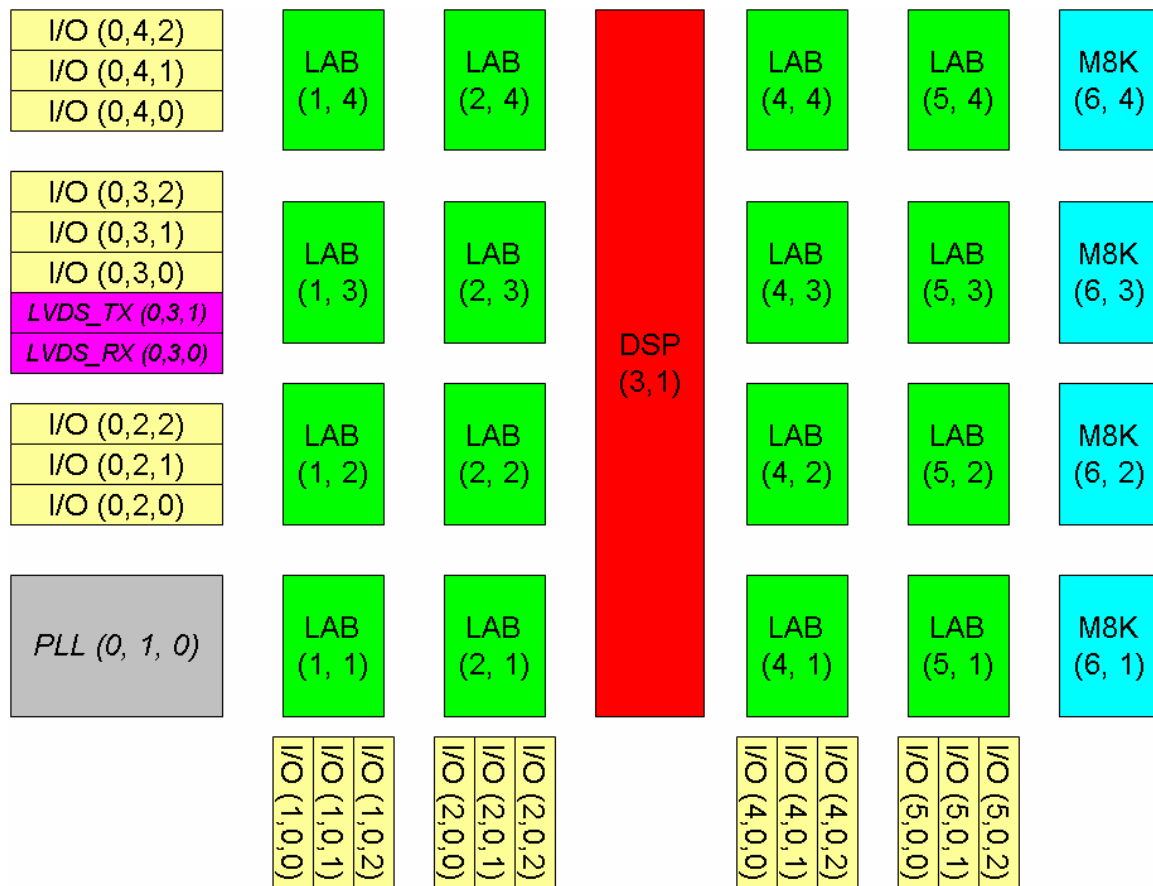 I/O (0,4,2)
I/O (0,4,1)
I/O (0,4,0)
LAB
(1, 4)
LAB
(2, 4)
LAB
(4, 4)
LAB
(5, 4)
M8K
(6, 4)
I/O (0,3,2)
I/O (0,3,1)
I/O (0,3,0)
LVDS_TX (0,3,1)
LVDS_RX (0,3,0)
LAB
(1, 3)
LAB
(2, 3)
DSP
(3,1)
LAB
(4, 3)
LAB
(5, 3)
M8K
(6, 3)
I/O (0,2,2)
I/O (0,2,1)
I/O (0,2,0)
LAB
(1, 2)
LAB
(2, 2)
LAB
(4, 2)
LAB
(5, 2)
M8K
(6, 2)
PLL (0, 1, 0)
LAB
(1, 1)
LAB
(2, 1)
LAB
(4, 1)
LAB
(5, 1)
M8K
(6, 1)
I/O (1,0,0)
I/O (1,0,1)
I/O (1,0,2)
I/O (2,0,0)
I/O (2,0,1)
I/O (2,0,2)
I/O (4,0,0)
I/O (4,0,1)
I/O (4,0,2)
I/O (5,0,0)
I/O (5,0,1)
I/O (5,0,2)